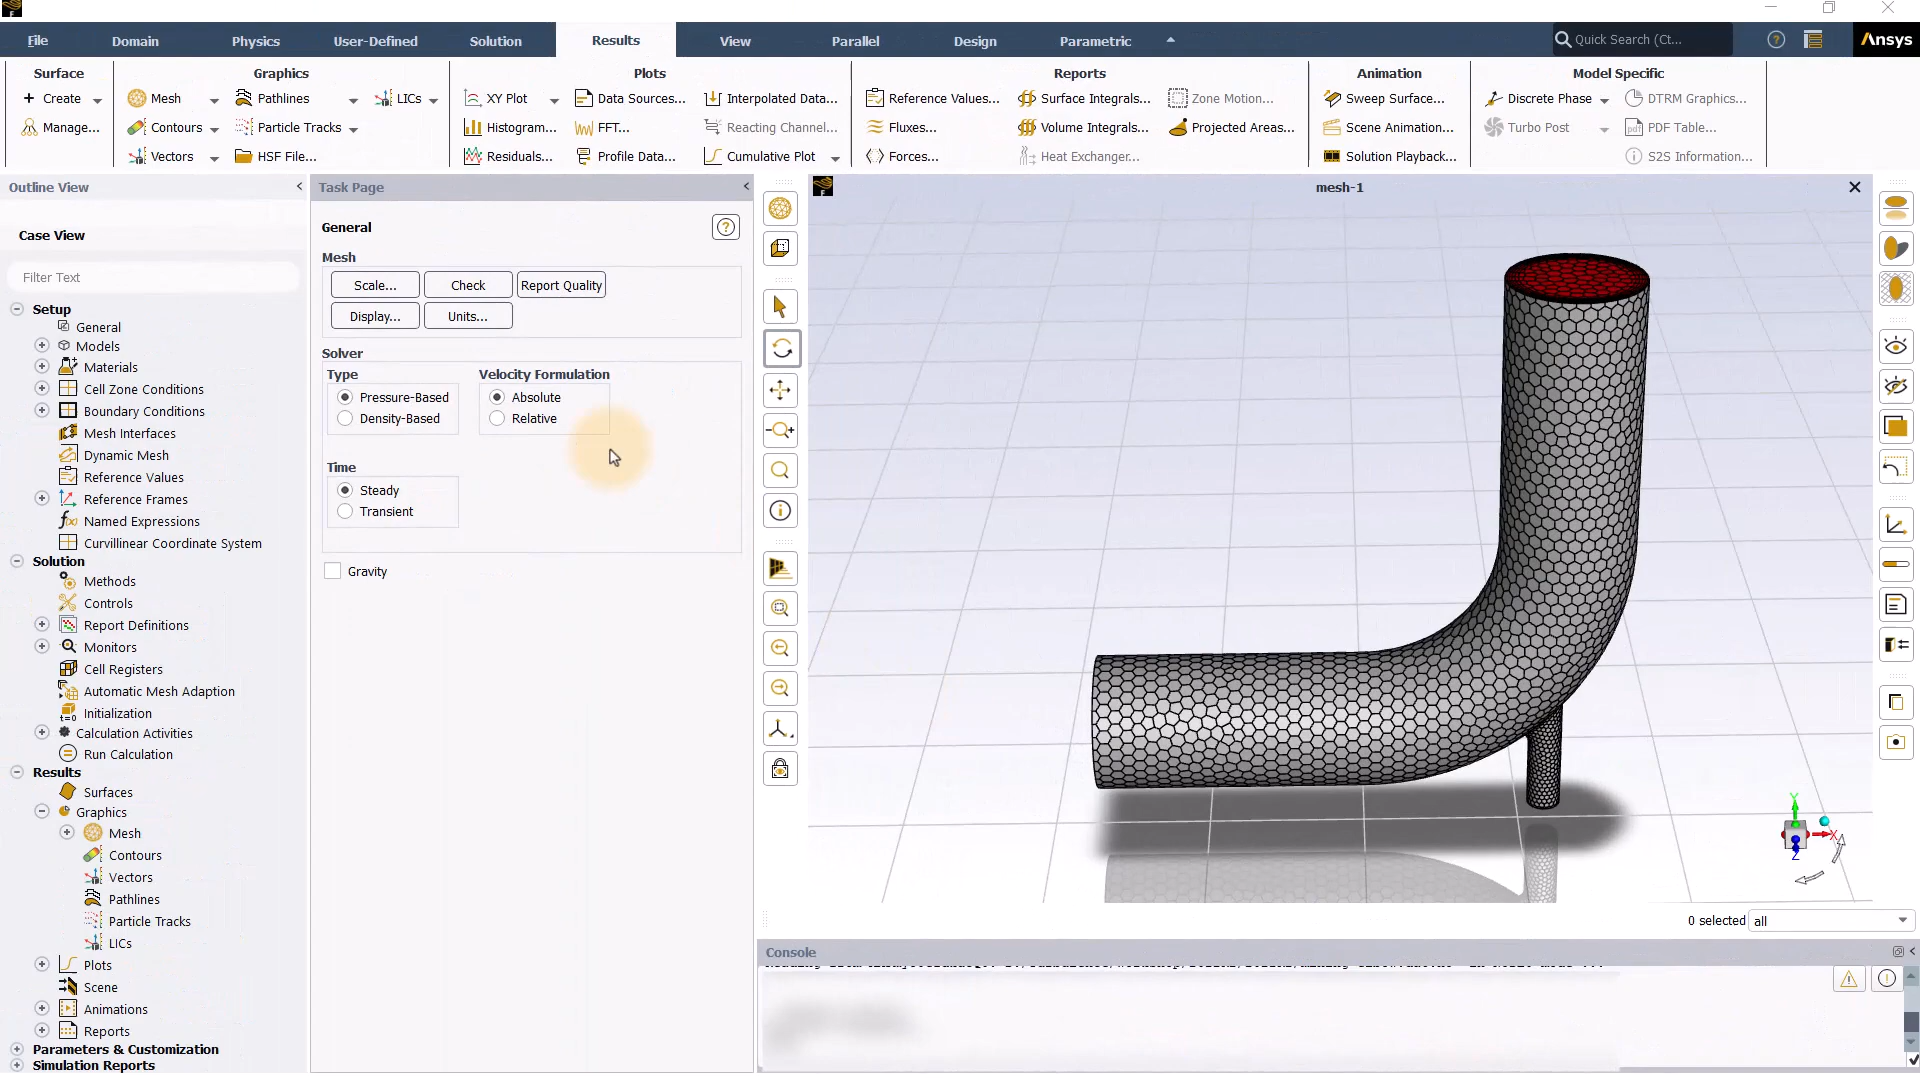 File Domain Physics User-Defined Solution Results View Parallel Design Parametric Quick Search (Ct... Ansys
Surface Graphics Plots Reports Animation Model Specific
Create Mesh Pathlines LICs XY Plot Data Sources... Interpolated Data... Reference Values... Surface Integrals... Zone Motion... Sweep Surface... Discrete Phase DTRM Graphics...
Manage... Contours Particle Tracks Histogram... FFT... Reacting Channel... Fluxes... Volume Integrals... Projected Areas... Scene Animation... Turbo Post PDF Table...
Vectors HSF File... Residuals... Profile Data... Cumulative Plot Forces... Heat Exchanger... Solution Playback... S2S Information...
Outline View
Case View
Filter Text
Setup
General
Models
Materials
Cell Zone Conditions
Boundary Conditions
Mesh Interfaces
Dynamic Mesh
Reference Values
Reference Frames
Named Expressions
Curvillinear Coordinate System
Solution
Methods
Controls
Report Definitions
Monitors
Cell Registers
Automatic Mesh Adaption
t=0 Initialization
Calculation Activities
Run Calculation
Results
Surfaces
Graphics
Mesh
Contours
Vectors
Pathlines
Particle Tracks
LICs
Plots
Scene
Animations
Reports
Parameters & Customization
Simulation Reports
Task Page
General
Mesh
Scale... Check Report Quality
Display... Units...
Solver
Type Velocity Formulation
Pressure-Based Absolute
Density-Based Relative
Time
Steady
Transient
Gravity
mesh-1
Y
X
Z
0 selected all
Console